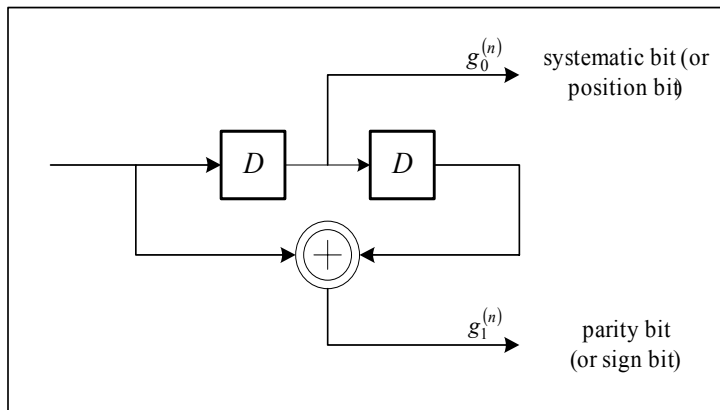 g₀⁽ⁿ⁾ systematic bit (or
position bit)
D D
+
g₁⁽ⁿ⁾ parity bit
(or sign bit)